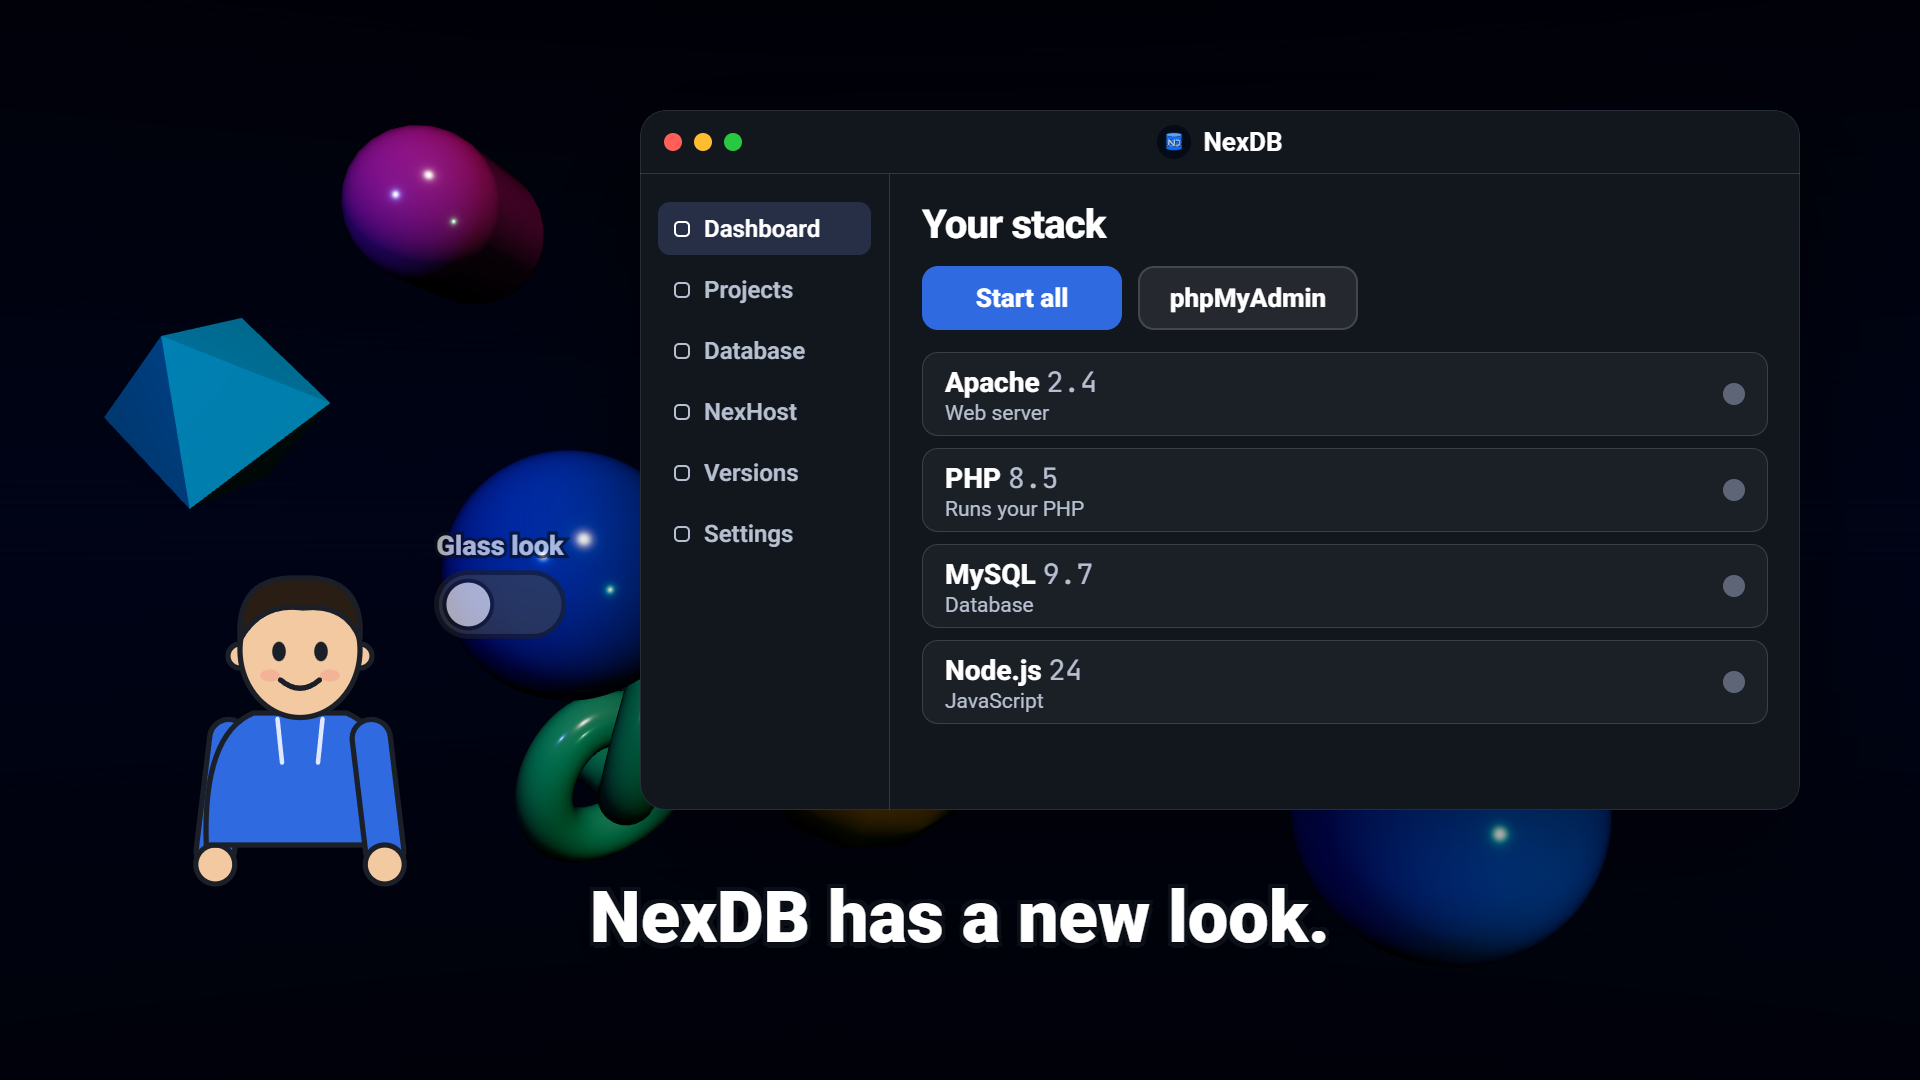 NexDB
Dashboard
Projects
Database
NexHost
Versions
Settings
Your stack
Start all
phpMyAdmin
Apache 2.4
Web server
PHP 8.5
Runs your PHP
MySQL 9.7
Database
Node.js 24
JavaScript
Glass look
NexDB has a new look.